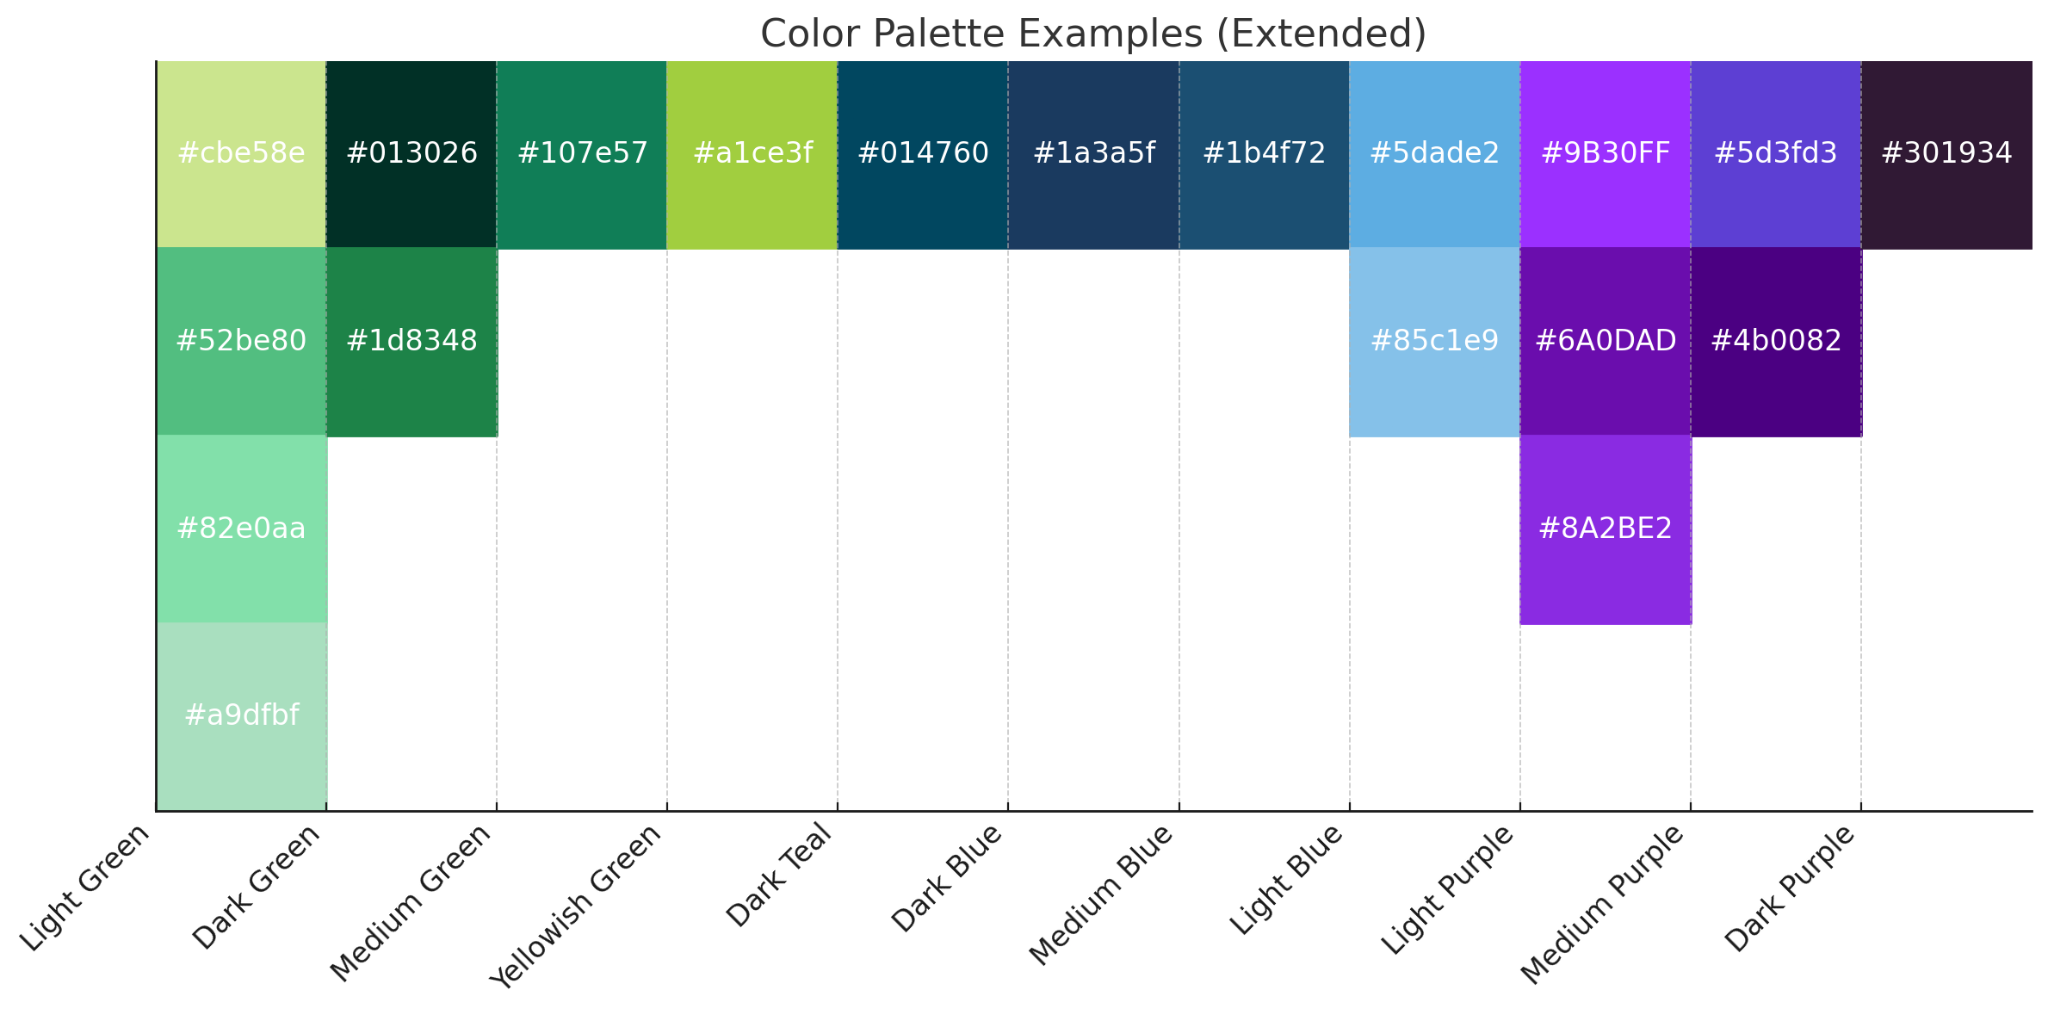 Color Palette Examples (Extended)
#cbe58e #013026 #107e57 #a1ce3f #014760 #1a3a5f #1b4f72 #5dade2 #9B30FF #5d3fd3 #301934
#52be80 #1d8348 #85c1e9 #6A0DAD #4b0082
#82e0aa #8A2BE2
#a9dfbf
Light Green Dark Green Medium Green Yellowish Green Dark Teal Dark Blue Medium Blue Light Blue Light Purple Medium Purple Dark Purple